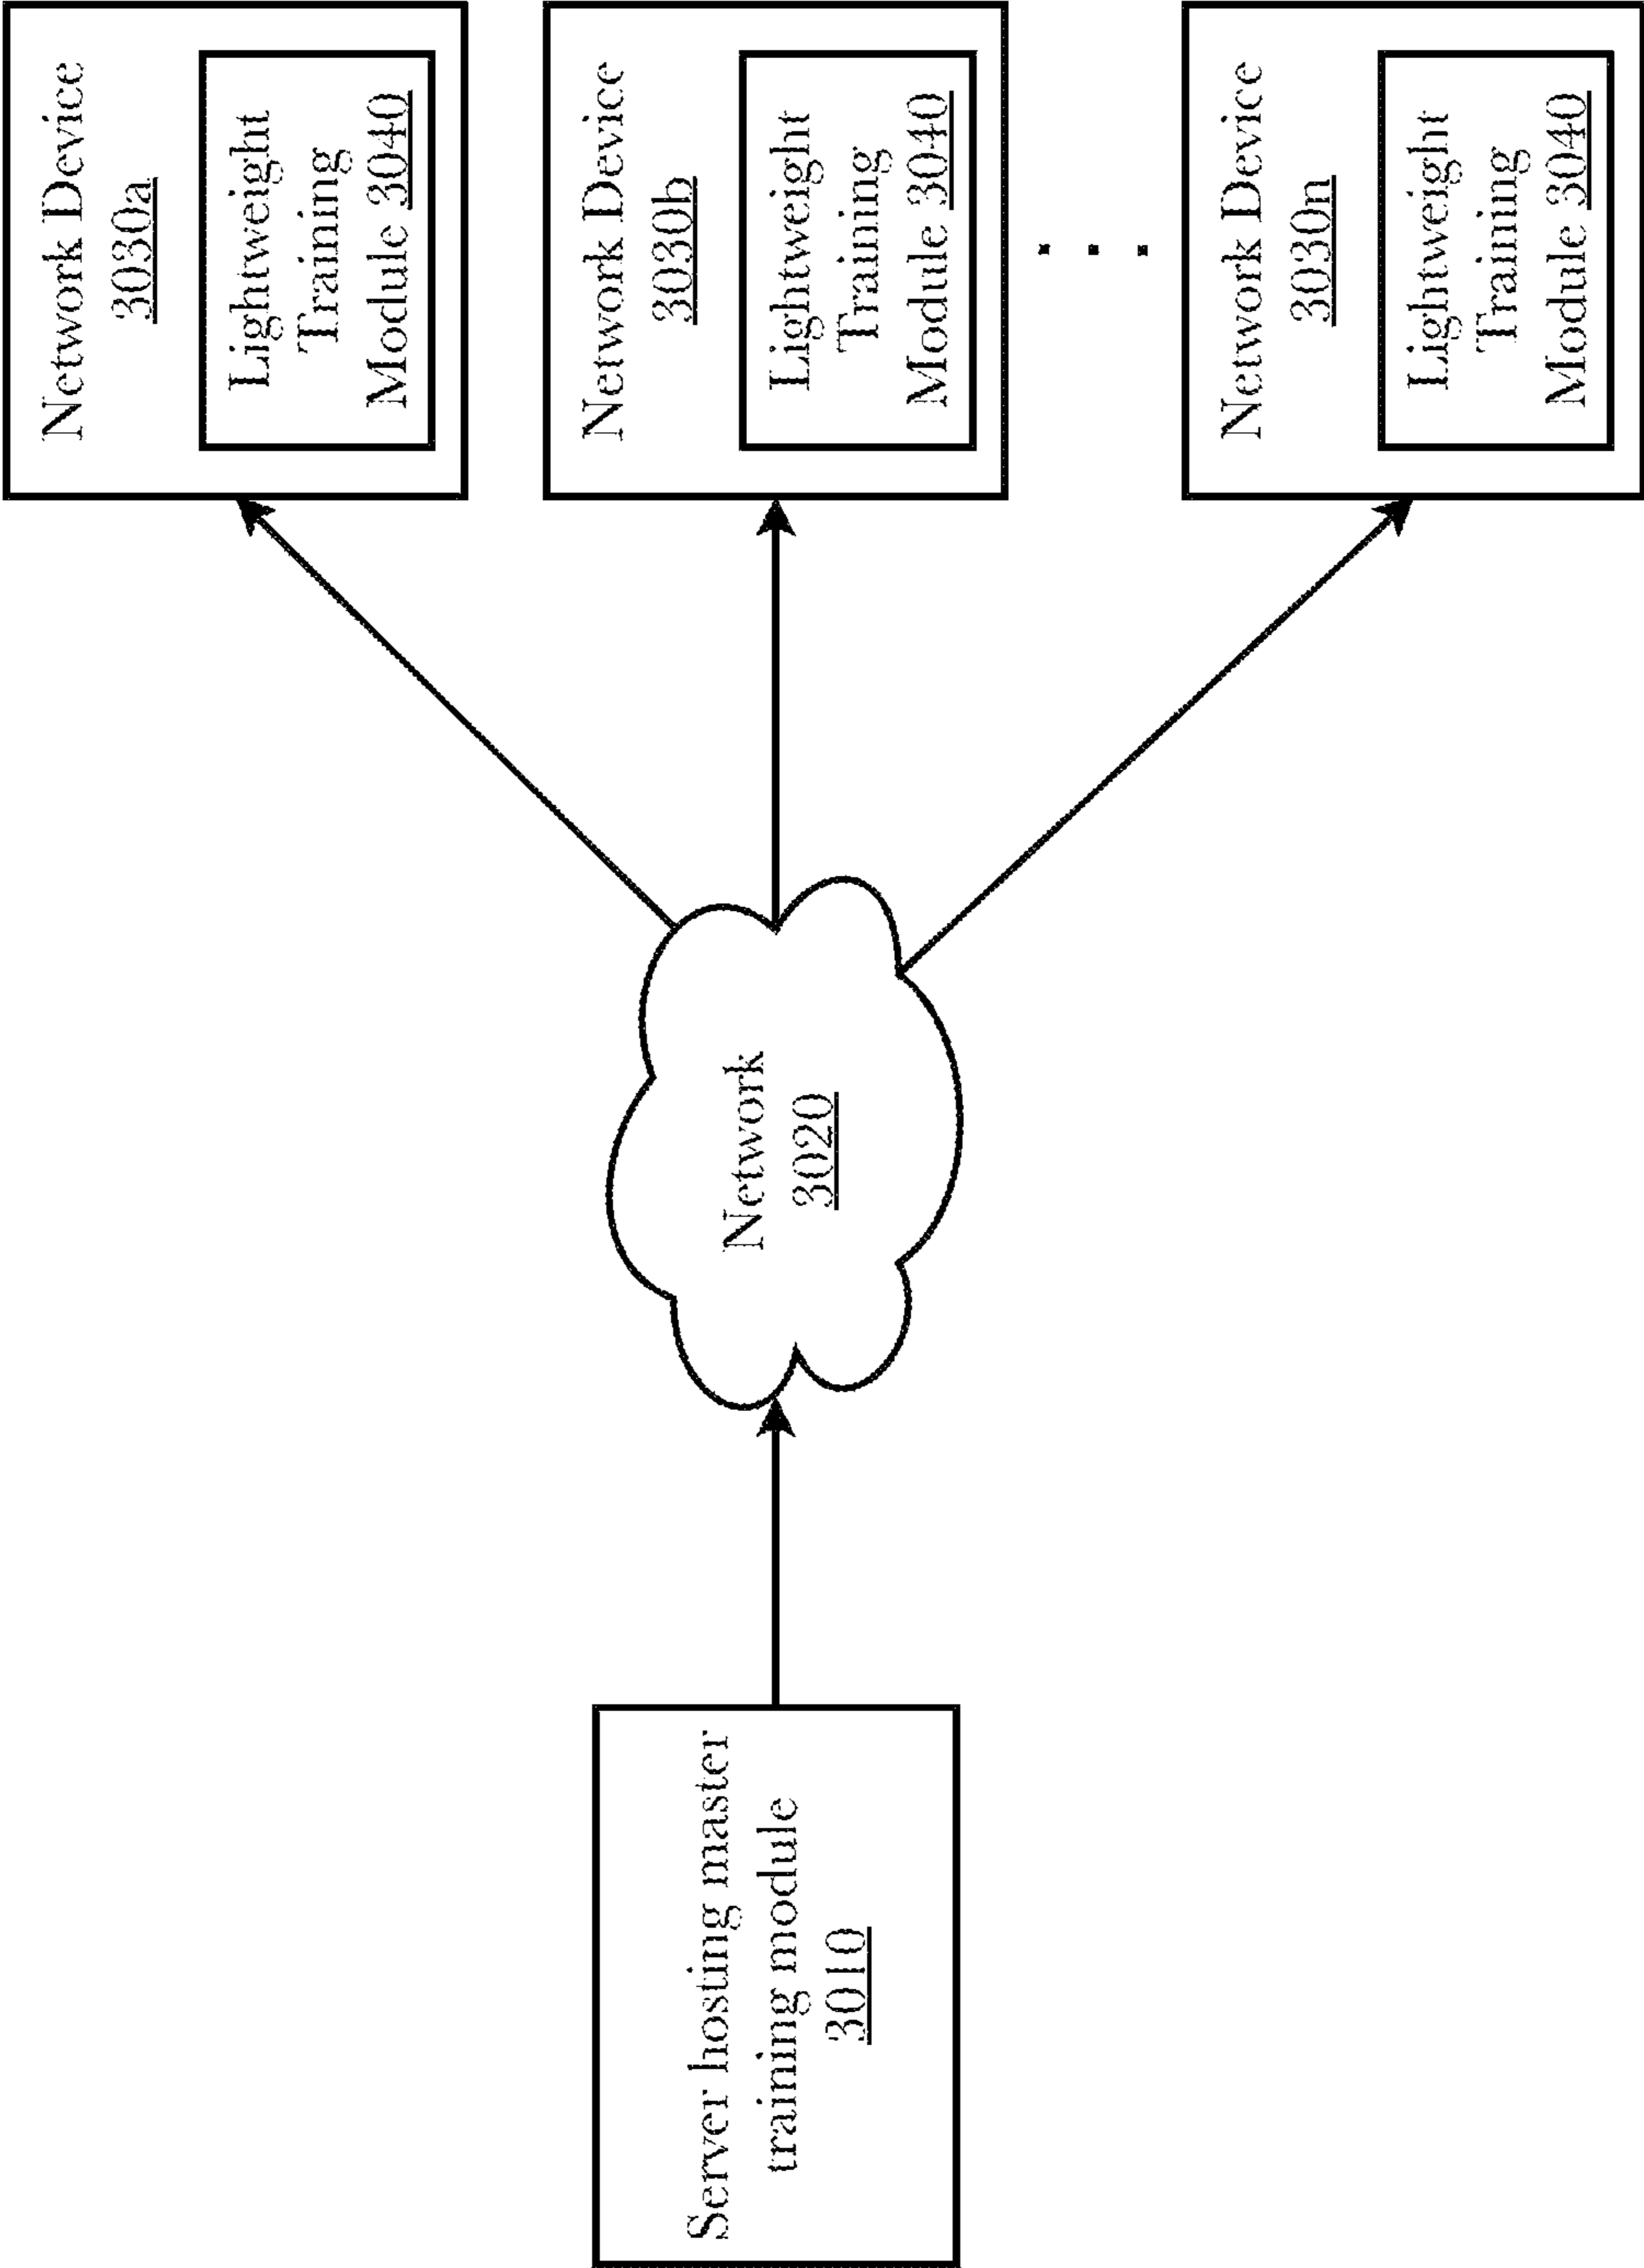 Server hosting master
training module
3010
Network
3020
Network Device
3030a
Lightweight
Training
Module 3040
Network Device
3030b
Lightweight
Training
Module 3040
Network Device
3030n
Lightweight
Training
Module 3040